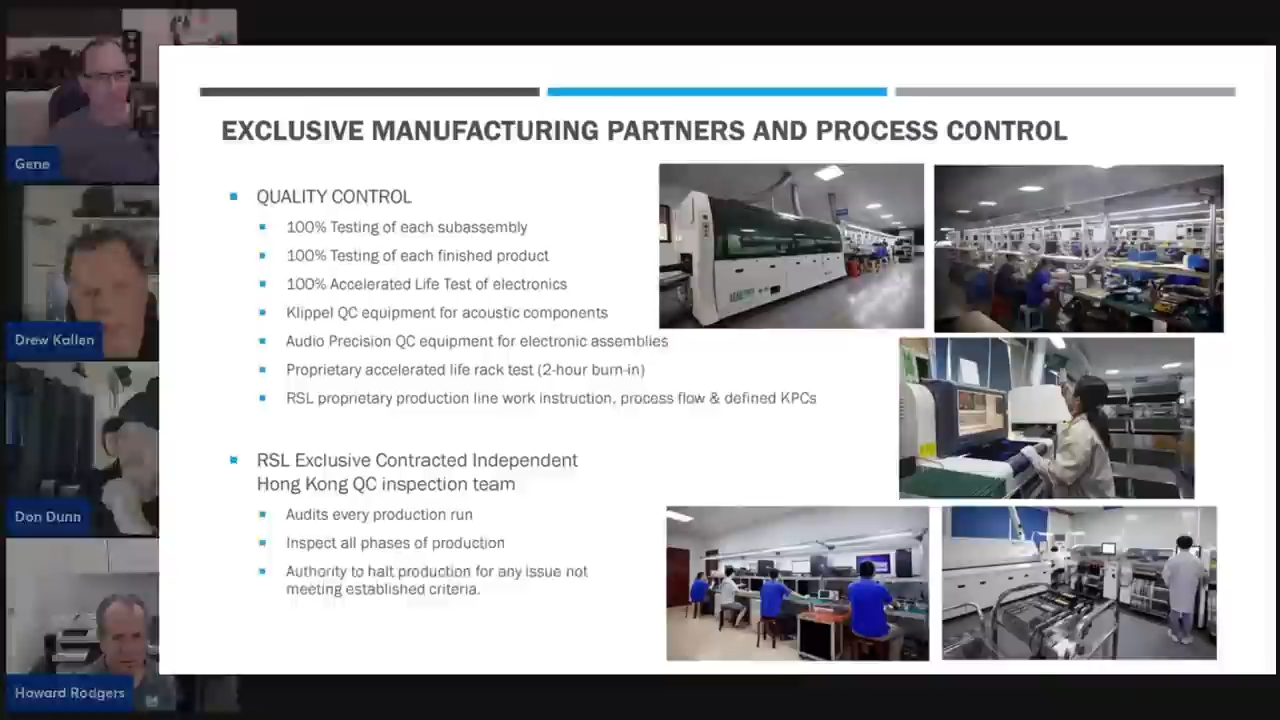 Gene
Drew Kallen
Don Dunn
Howard Rodgers
EXCLUSIVE MANUFACTURING PARTNERS AND PROCESS CONTROL
QUALITY CONTROL
100% Testing of each subassembly
100% Testing of each finished product
100% Accelerated Life Test of electronics
Klippel QC equipment for acoustic components
Audio Precision QC equipment for electronic assemblies
Proprietary accelerated life rack test (2-hour burn-in)
RSL proprietary production line work instruction, process flow & defined KPCs
RSL Exclusive Contracted Independent
Hong Kong QC inspection team
Audits every production run
Inspect all phases of production
Authority to halt production for any issue not
meeting established criteria.